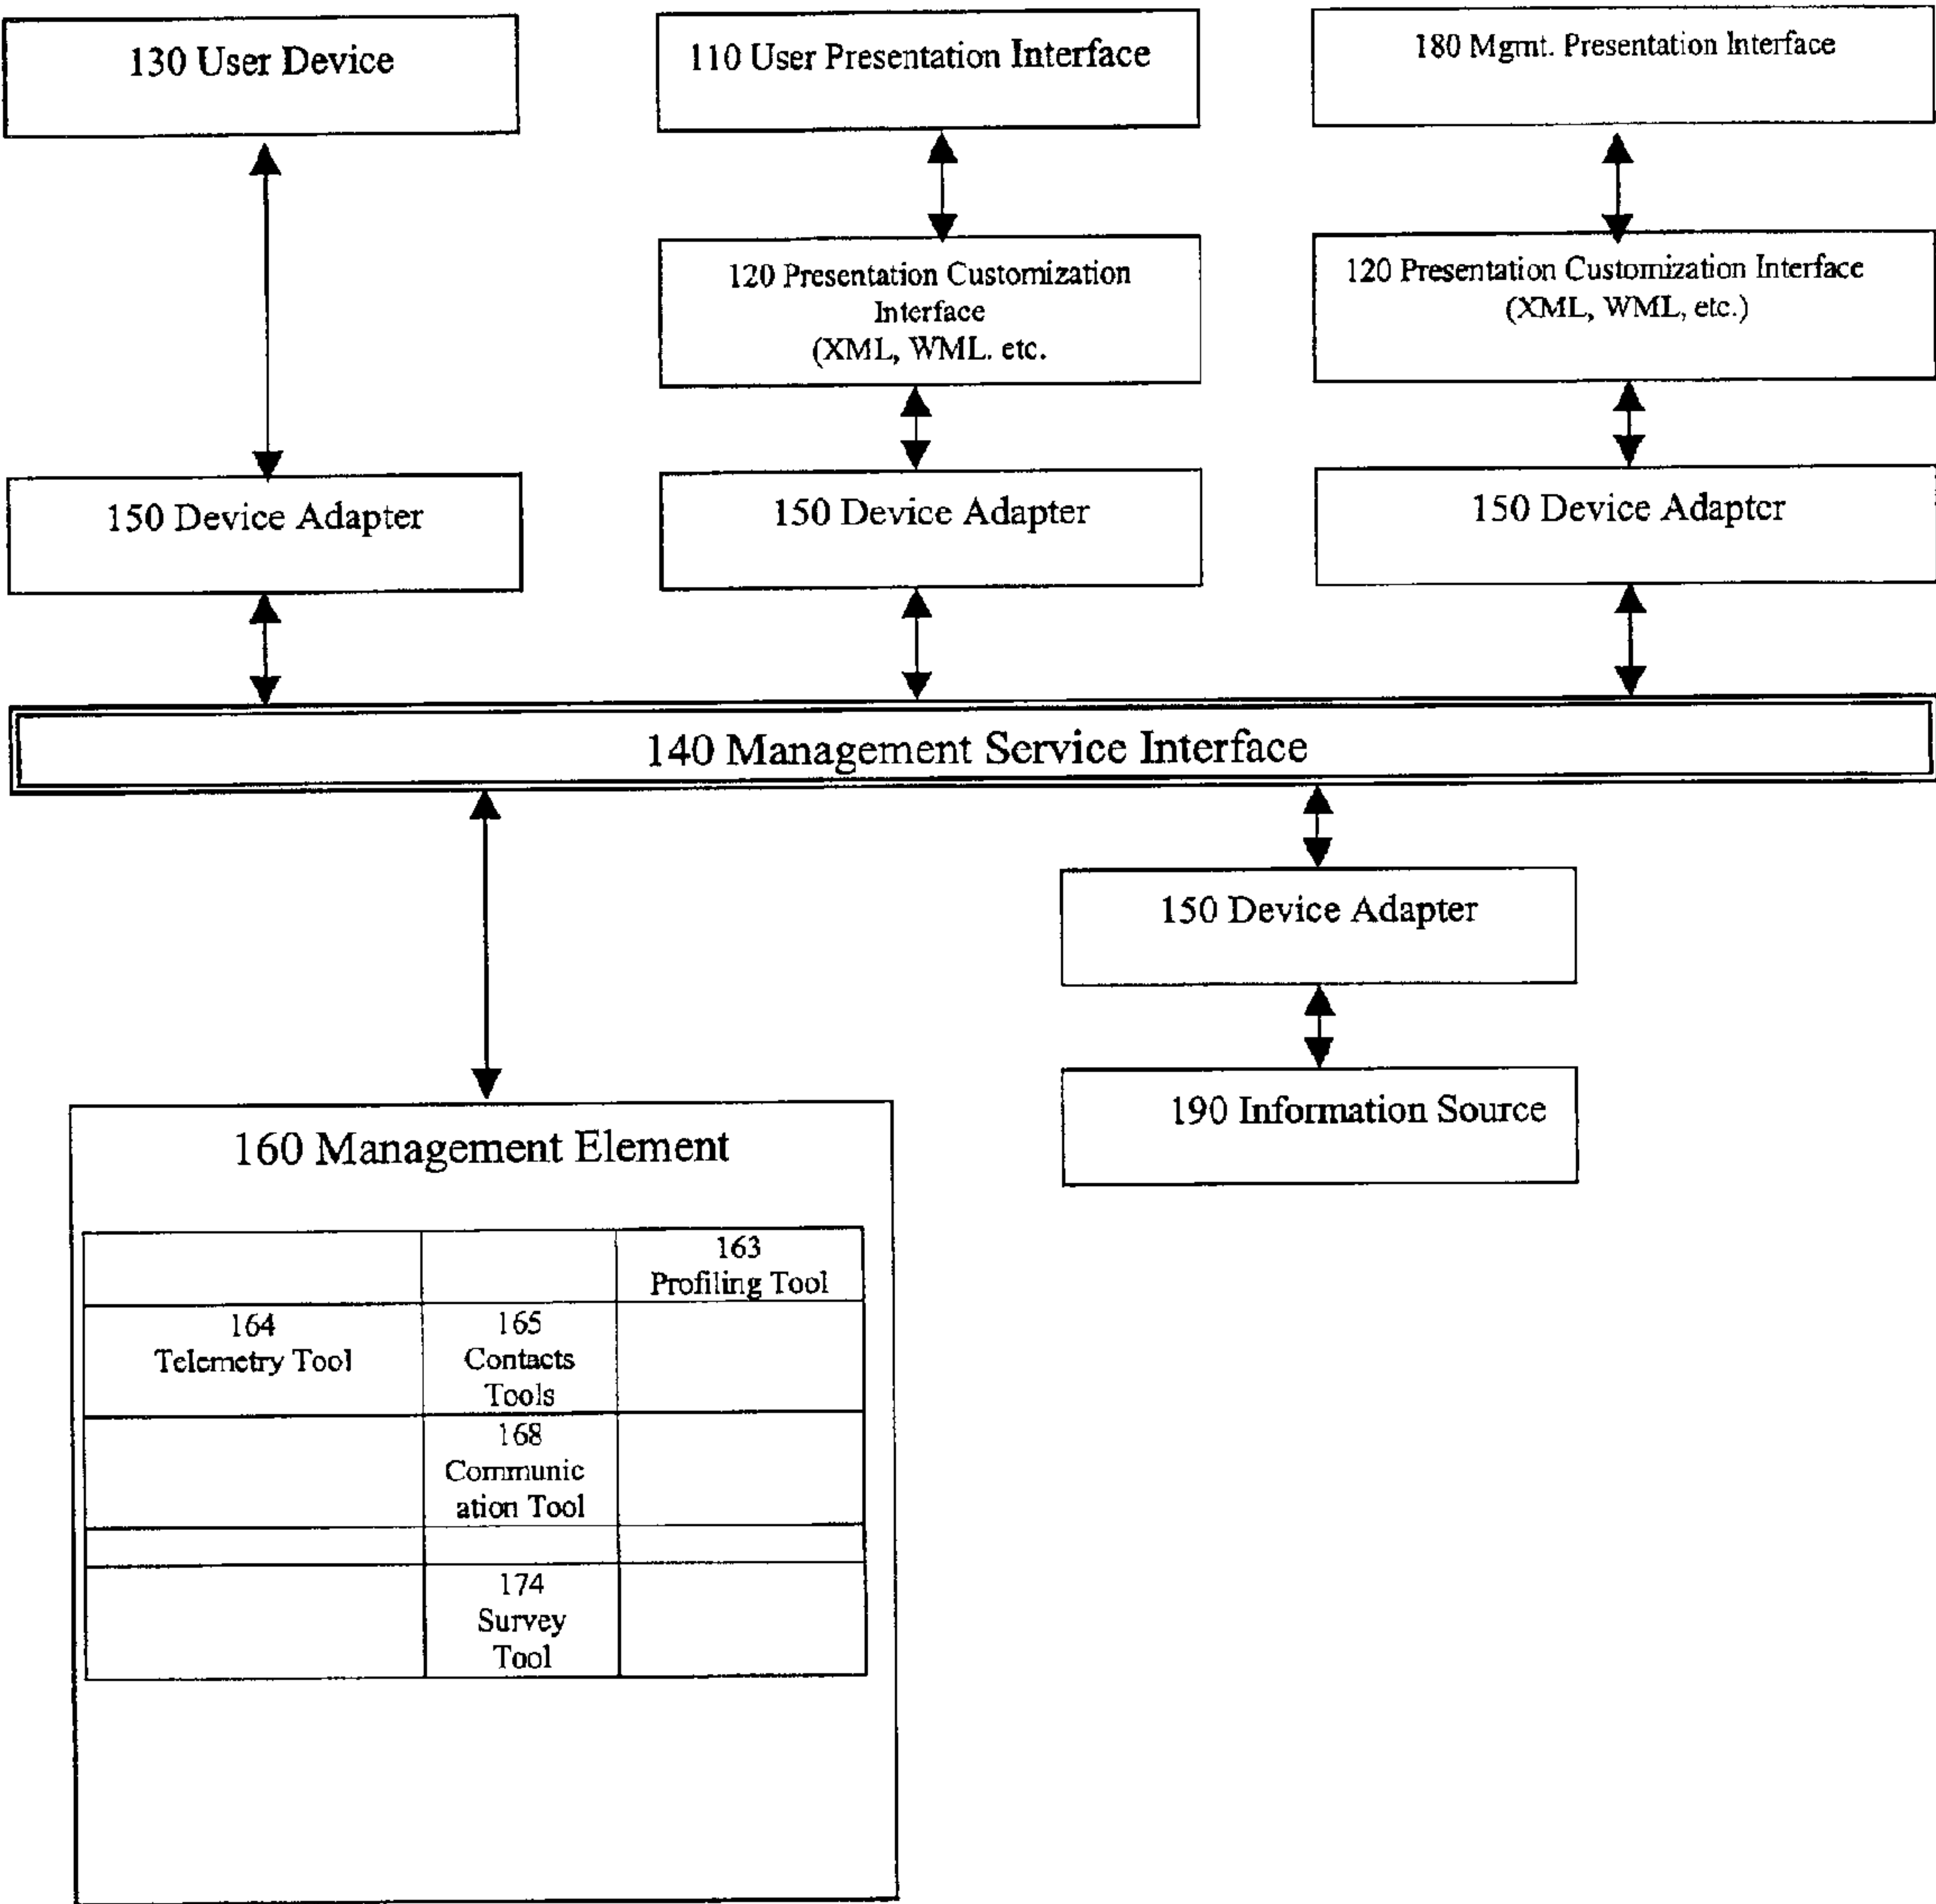 130 User Device
110 User Presentation Interface
180 Mgmt. Presentation Interface
120 Presentation Customization
Interface
(XML, WML. etc.
120 Presentation Customization Interface
(XML, WML, etc.)
150 Device Adapter
150 Device Adapter
150 Device Adapter
140 Management Service Interface
150 Device Adapter
190 Information Source
160 Management Element
163
Profiling Tool
164
Telemetry Tool
165
Contacts
Tools
168
Communic
ation Tool
174
Survey
Tool